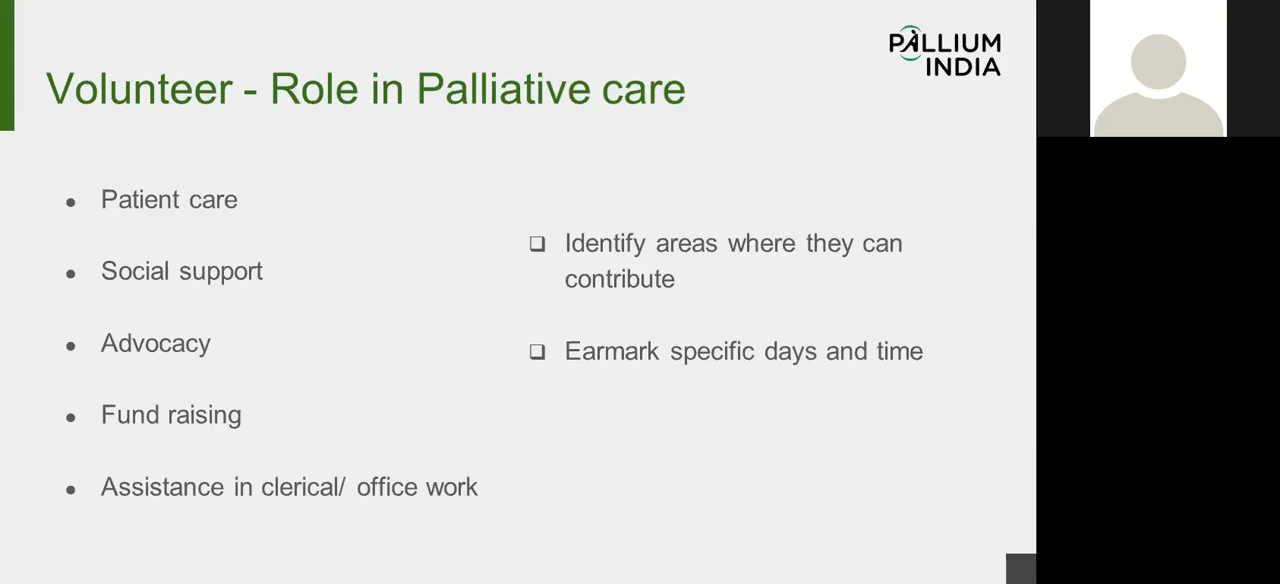 PALLIUM
INDIA
Volunteer - Role in Palliative care
Patient care
Social support
Advocacy
Fund raising
Assistance in clerical/ office work
Identify areas where they can
contribute
Earmark specific days and time